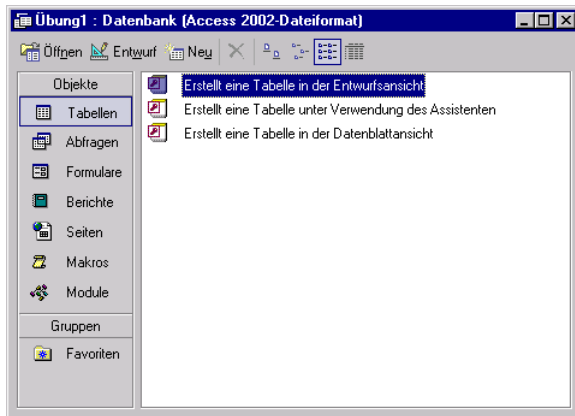 Übung1 : Datenbank (Access 2002-Dateiformat)
Öffnen Entwurf Neu
Objekte
Tabellen
Abfragen
Formulare
Berichte
Seiten
Makros
Module
Gruppen
Favoriten
Erstellt eine Tabelle in der Entwurfsansicht
Erstellt eine Tabelle unter Verwendung des Assistenten
Erstellt eine Tabelle in der Datenblattansicht